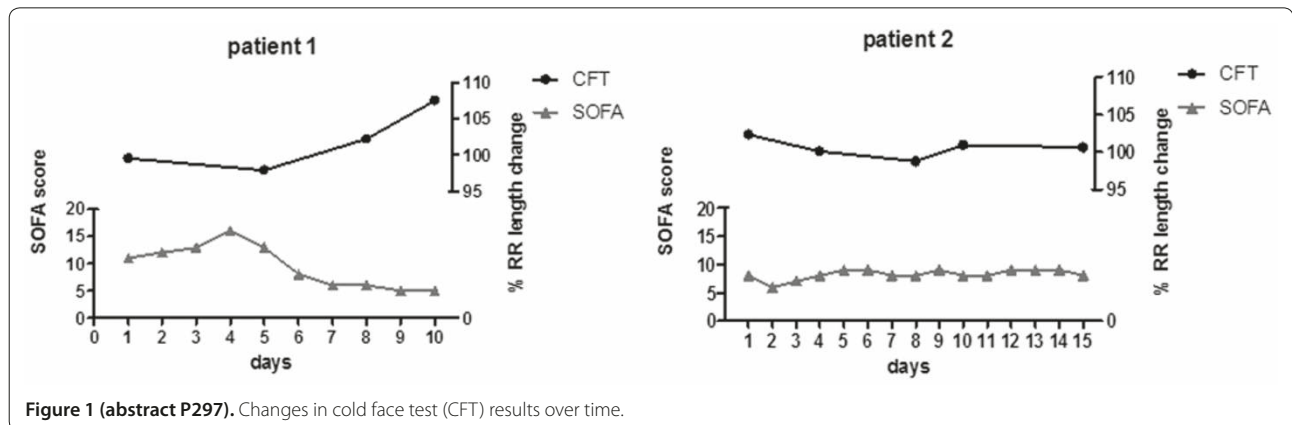 patient 1
CFT
SOFA
110
105
100
95
0
% RR length change
SOFA score
20
15
10
5
0
0 1 2 3 4 5 6 7 8 9 10
days
patient 2
CFT
SOFA
110
105
100
95
0
% RR length change
SOFA score
20
15
10
5
0
1 2 3 4 5 6 7 8 9 10 11 12 13 14 15
days
Figure 1 (abstract P297). Changes in cold face test (CFT) results over time.